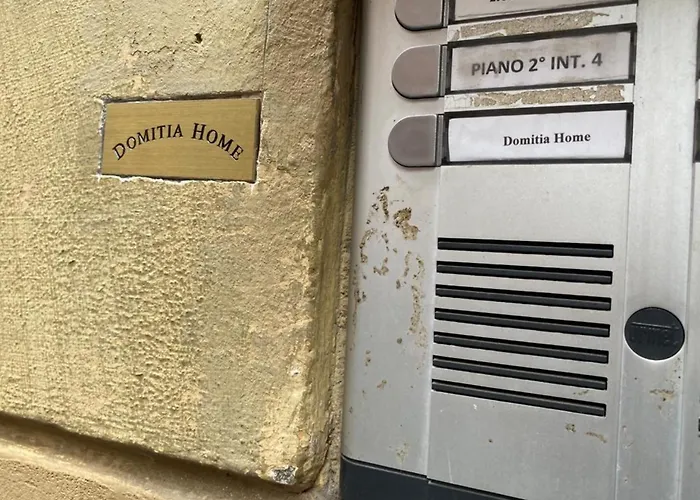 DOMITIA HOME
PIANO 2° INT. 4
Domitia Home